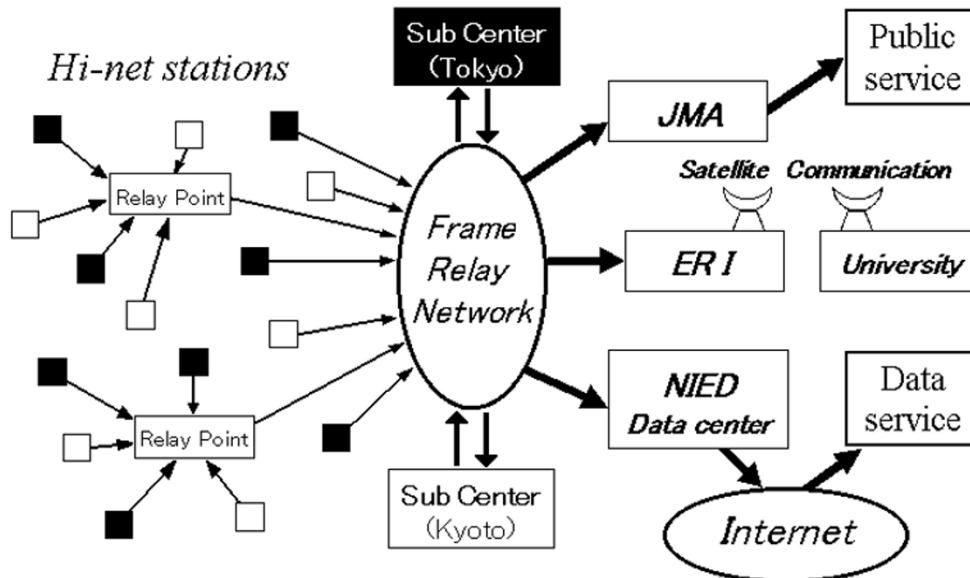 Hi-net stations
Sub Center
(Tokyo)
Public
service
JMA
Satellite Communication
Relay Point
Frame
Relay
Network
ER I
University
NIED
Data center
Data
service
Relay Point
Sub Center
(Kyoto)
Internet